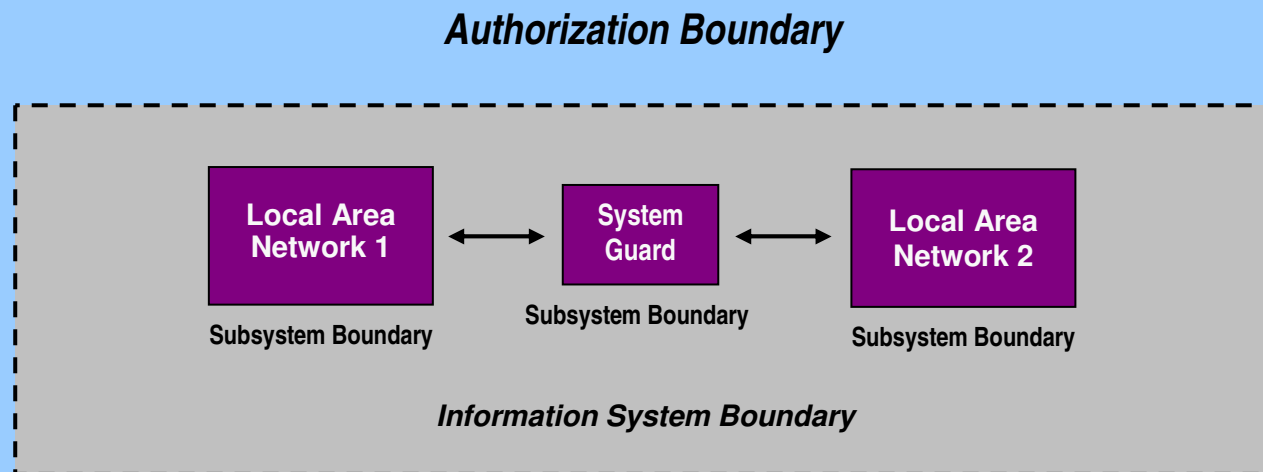 Authorization Boundary
Local Area
Network 1
System
Guard
Local Area
Network 2
Subsystem Boundary
Subsystem Boundary
Subsystem Boundary
Information System Boundary